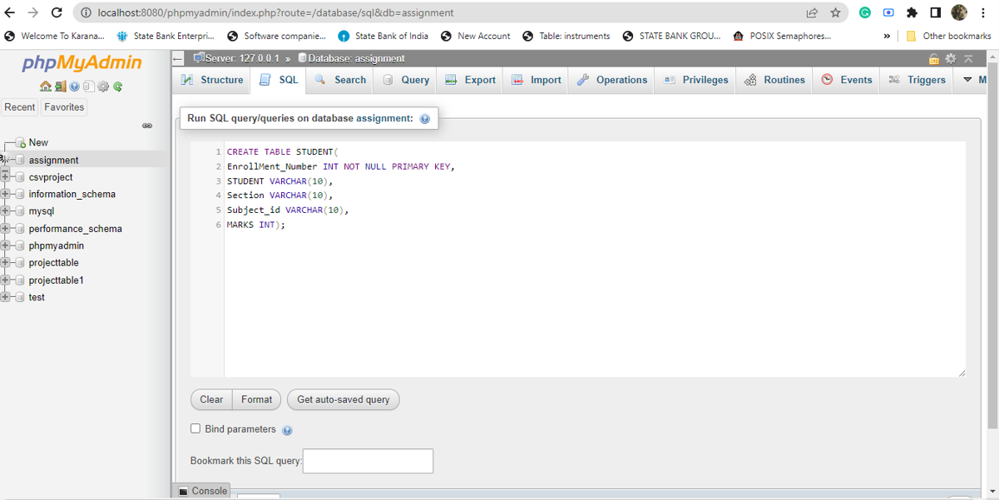 localhost:8080/phpmyadmin/index.php?route=/database/sql&db=assignment
Welcome To Karana... State Bank Enterpri... Software companie... State Bank of India New Account Table: instruments STATE BANK GROU... POSIX Semaphores... » Other bookmarks
phpMyAdmin
Recent Favorites
New
assignment
csvproject
information_schema
mysql
performance_schema
phpmyadmin
projecttable
projecttable1
test
Server: 127.0.0.1 » Database: assignment
Structure SQL Search Query Export Import Operations Privileges Routines Events Triggers M
Run SQL query/queries on database assignment:
1 CREATE TABLE STUDENT(
2 EnrollMent_Number INT NOT NULL PRIMARY KEY,
3 STUDENT VARCHAR(10),
4 Section VARCHAR(10),
5 Subject_id VARCHAR(10),
6 MARKS INT);
Clear Format Get auto-saved query
Bind parameters
Bookmark this SQL query:
Console